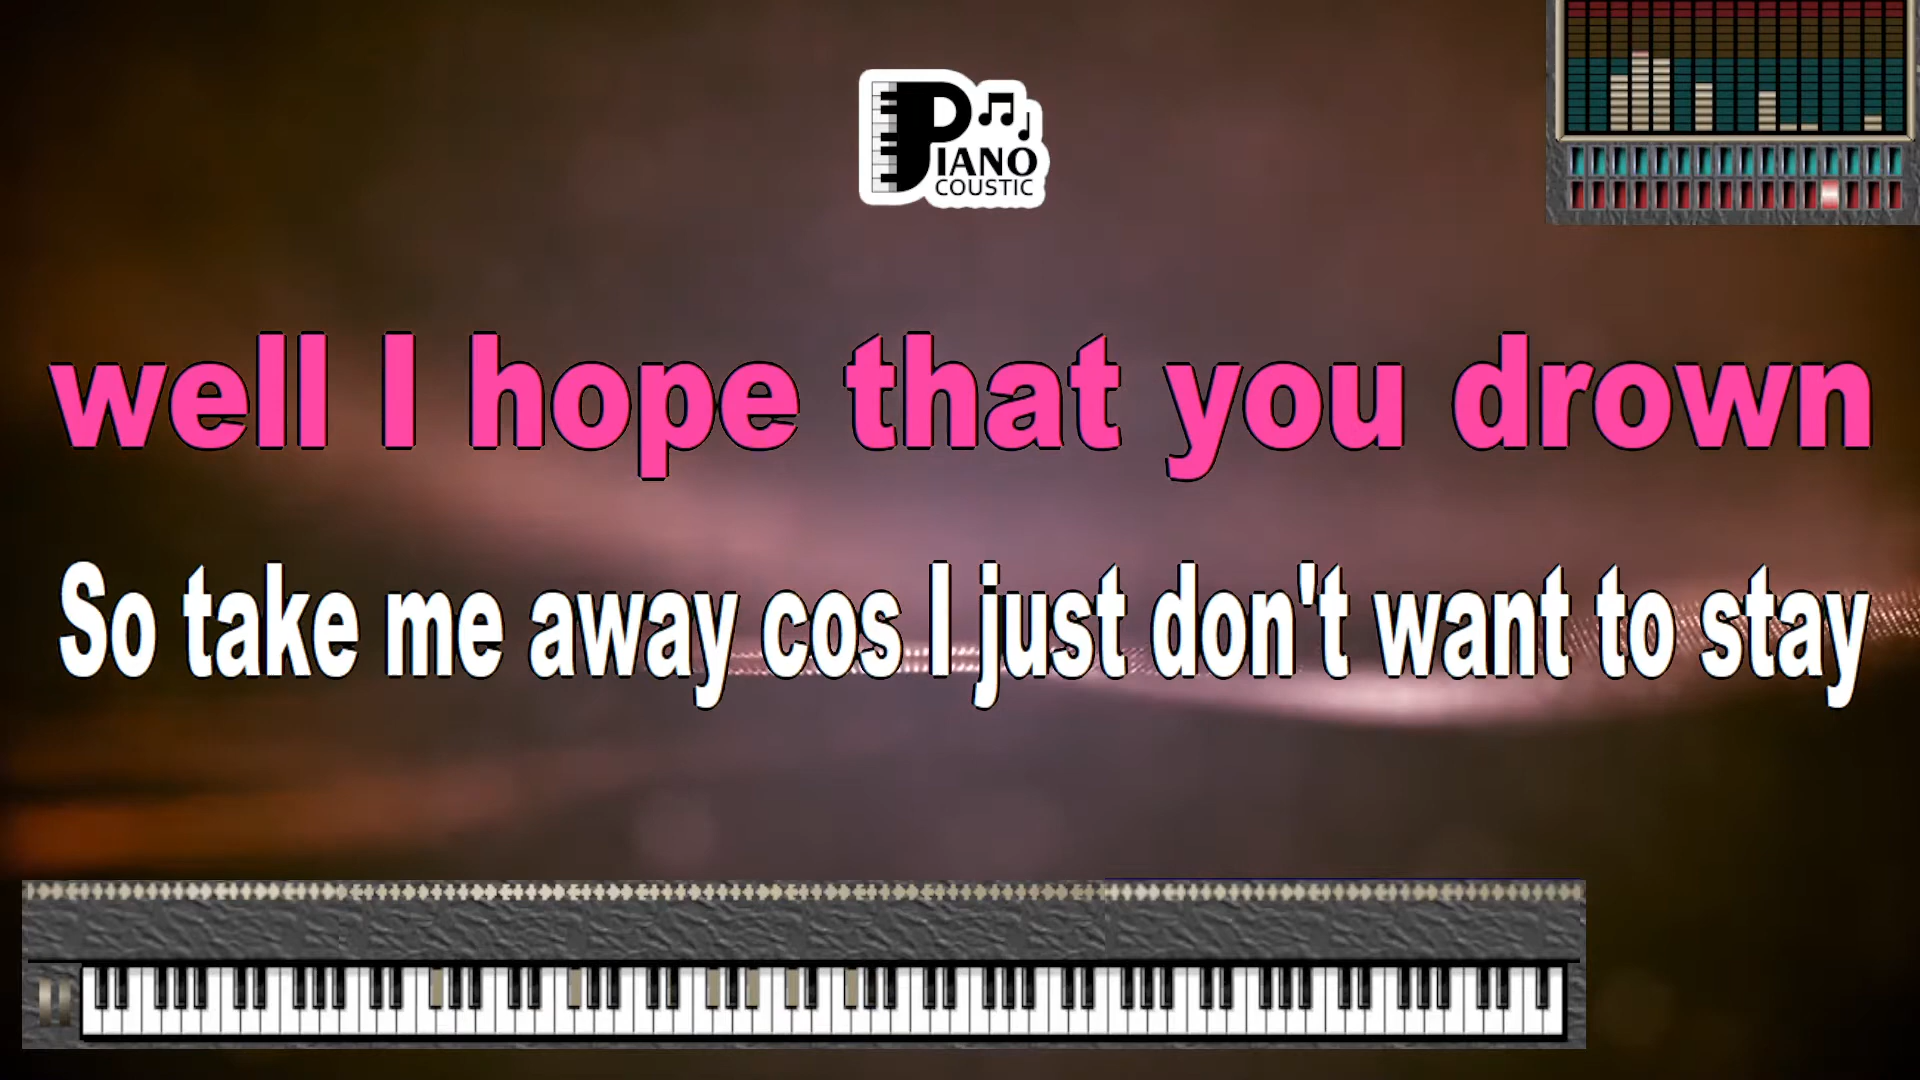 PIANO
COUSTIC
well I hope that you drown
So take me away cos I just don't want to stay